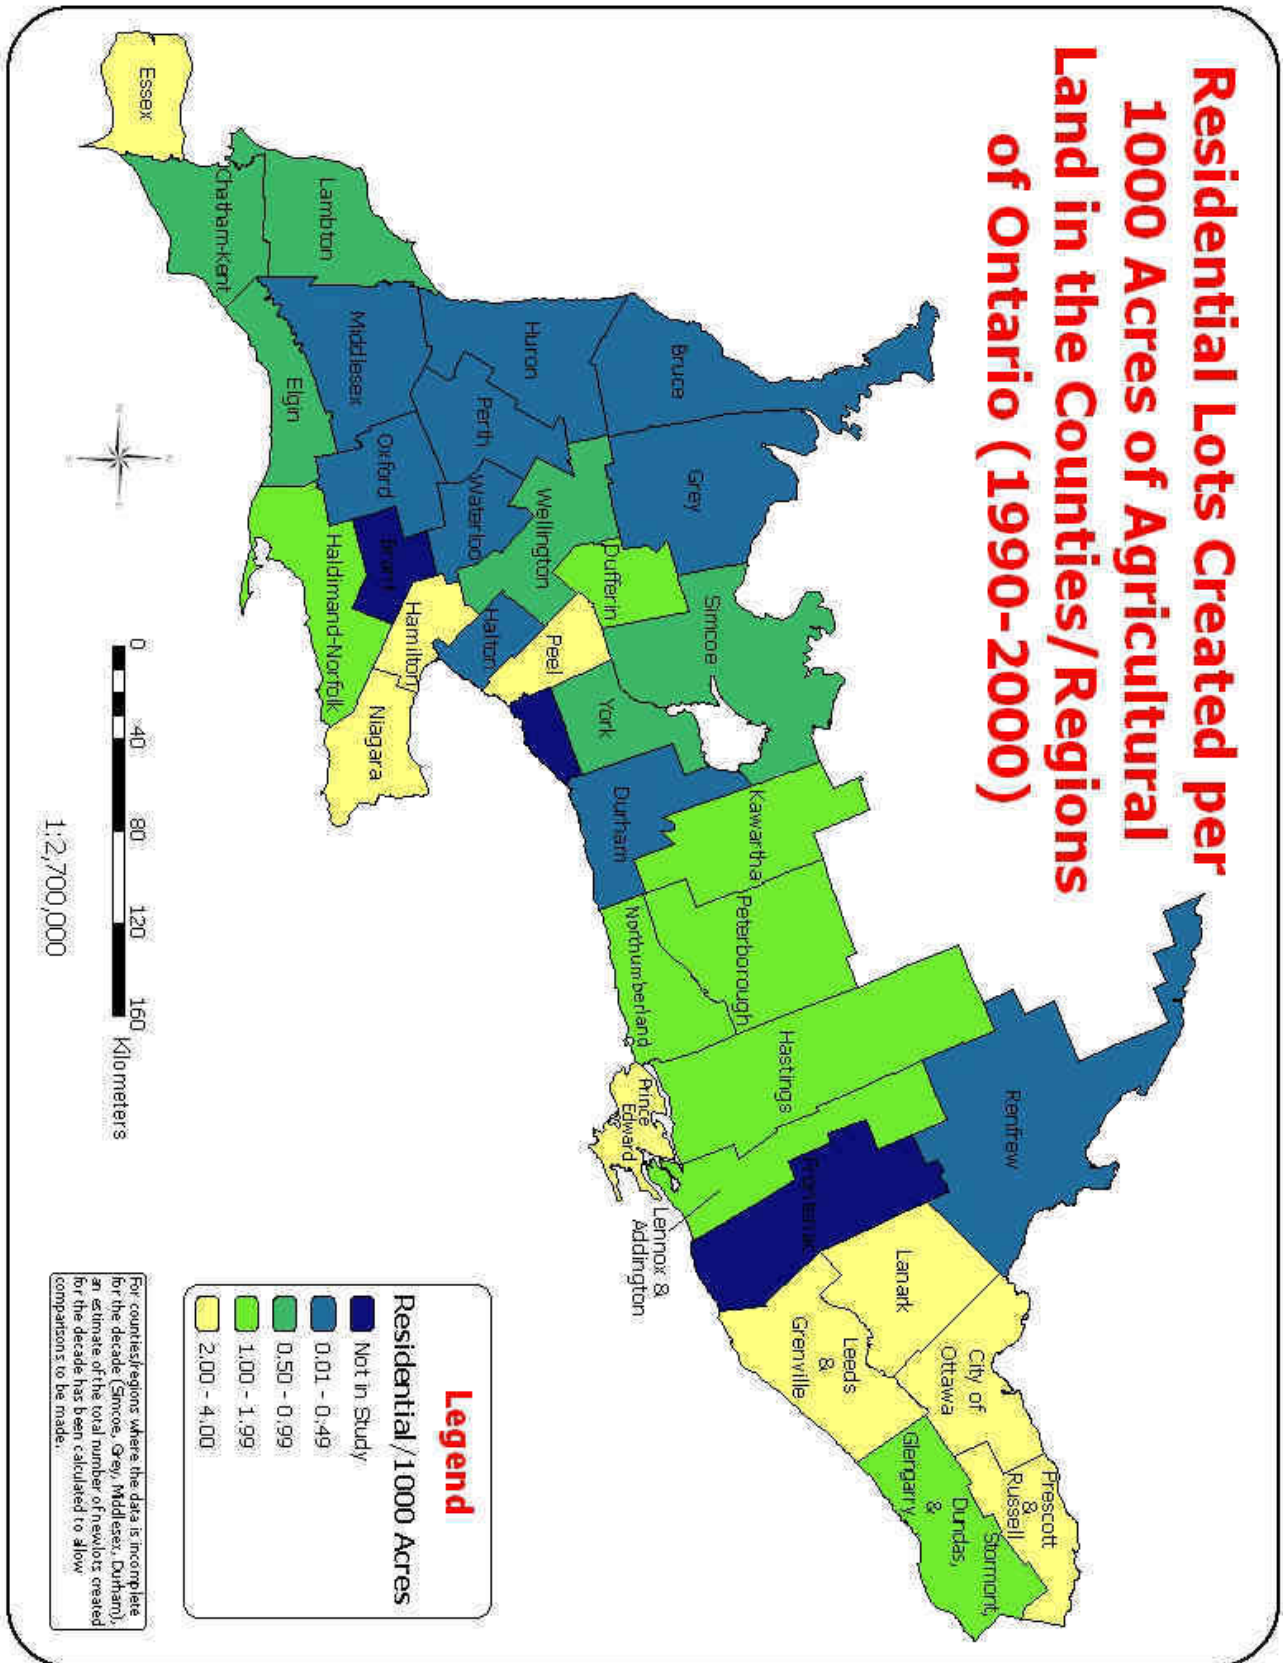 Residential Lots Created per
1000 Acres of Agricultural
Land in the Counties/Regions
of Ontario (1990-2000)
Renfrew
Bruce
Grey
Simcoe
Kawartha
Peterborough
Hastings
Frontenac
Lanark
City of
Ottawa
Prescott
&
Russell
Stormont,
Dundas,
&
Glengarry
Leeds
&
Grenville
Huron
Perth
Wellington
Dufferin
Peel
York
Durham
Northumberland
Prince
Edward
Lennox &
Addington
Lambton
Middlesex
Oxford
Waterloo
Brant
Halton
Hamilton
Niagara
Chatham-Kent
Elgin
Haldimand-Norfolk
Essex
N
0 40 80 120 160
Kilometers
1:2,700,000
Legend
Residential/1000 Acres
Not in Study
0.01 - 0.49
0.50 - 0.99
1.00 - 1.99
2.00 - 4.00
For counties/regions where the data is incomplete
for the decade (Simcoe, Grey, Middlesex, Durham),
an estimate of the total number of new lots created
for the decade has been calculated to allow
comparisons to be made.